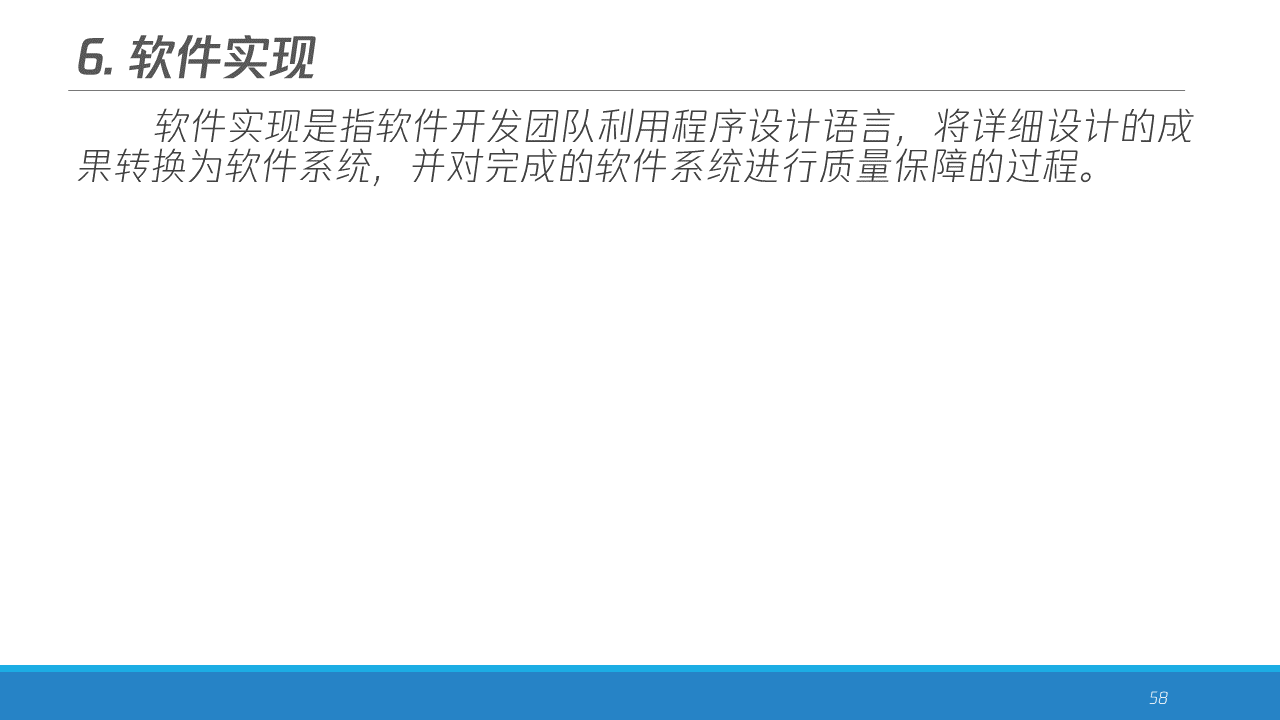 6. 软件实现
软件实现是指软件开发团队利用程序设计语言，将详细设计的成
果转换为软件系统，并对完成的软件系统进行质量保障的过程。
58